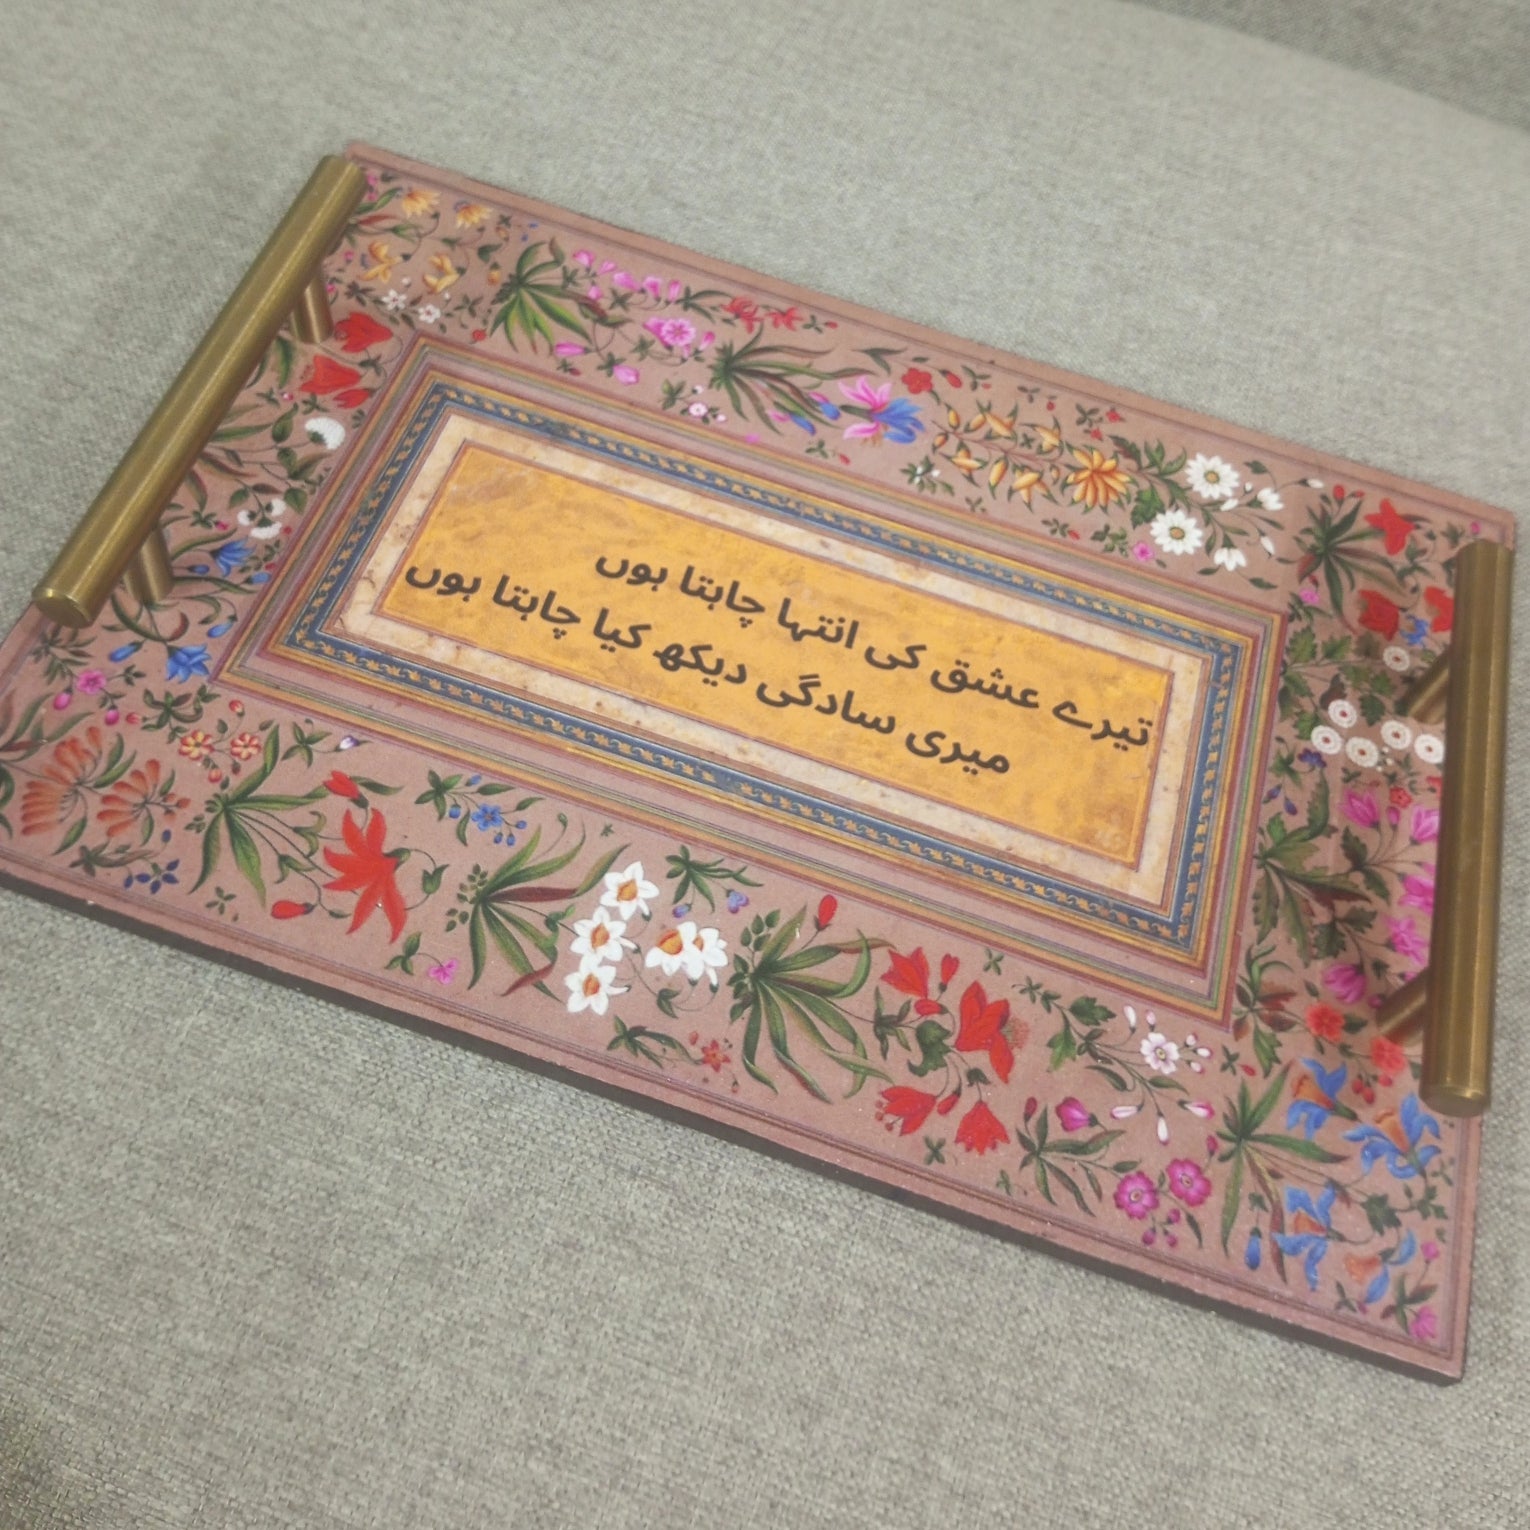 تیرے عشق کی انتہا چاہتا ہوں
میری سادگی دیکھ کیا چاہتا ہوں